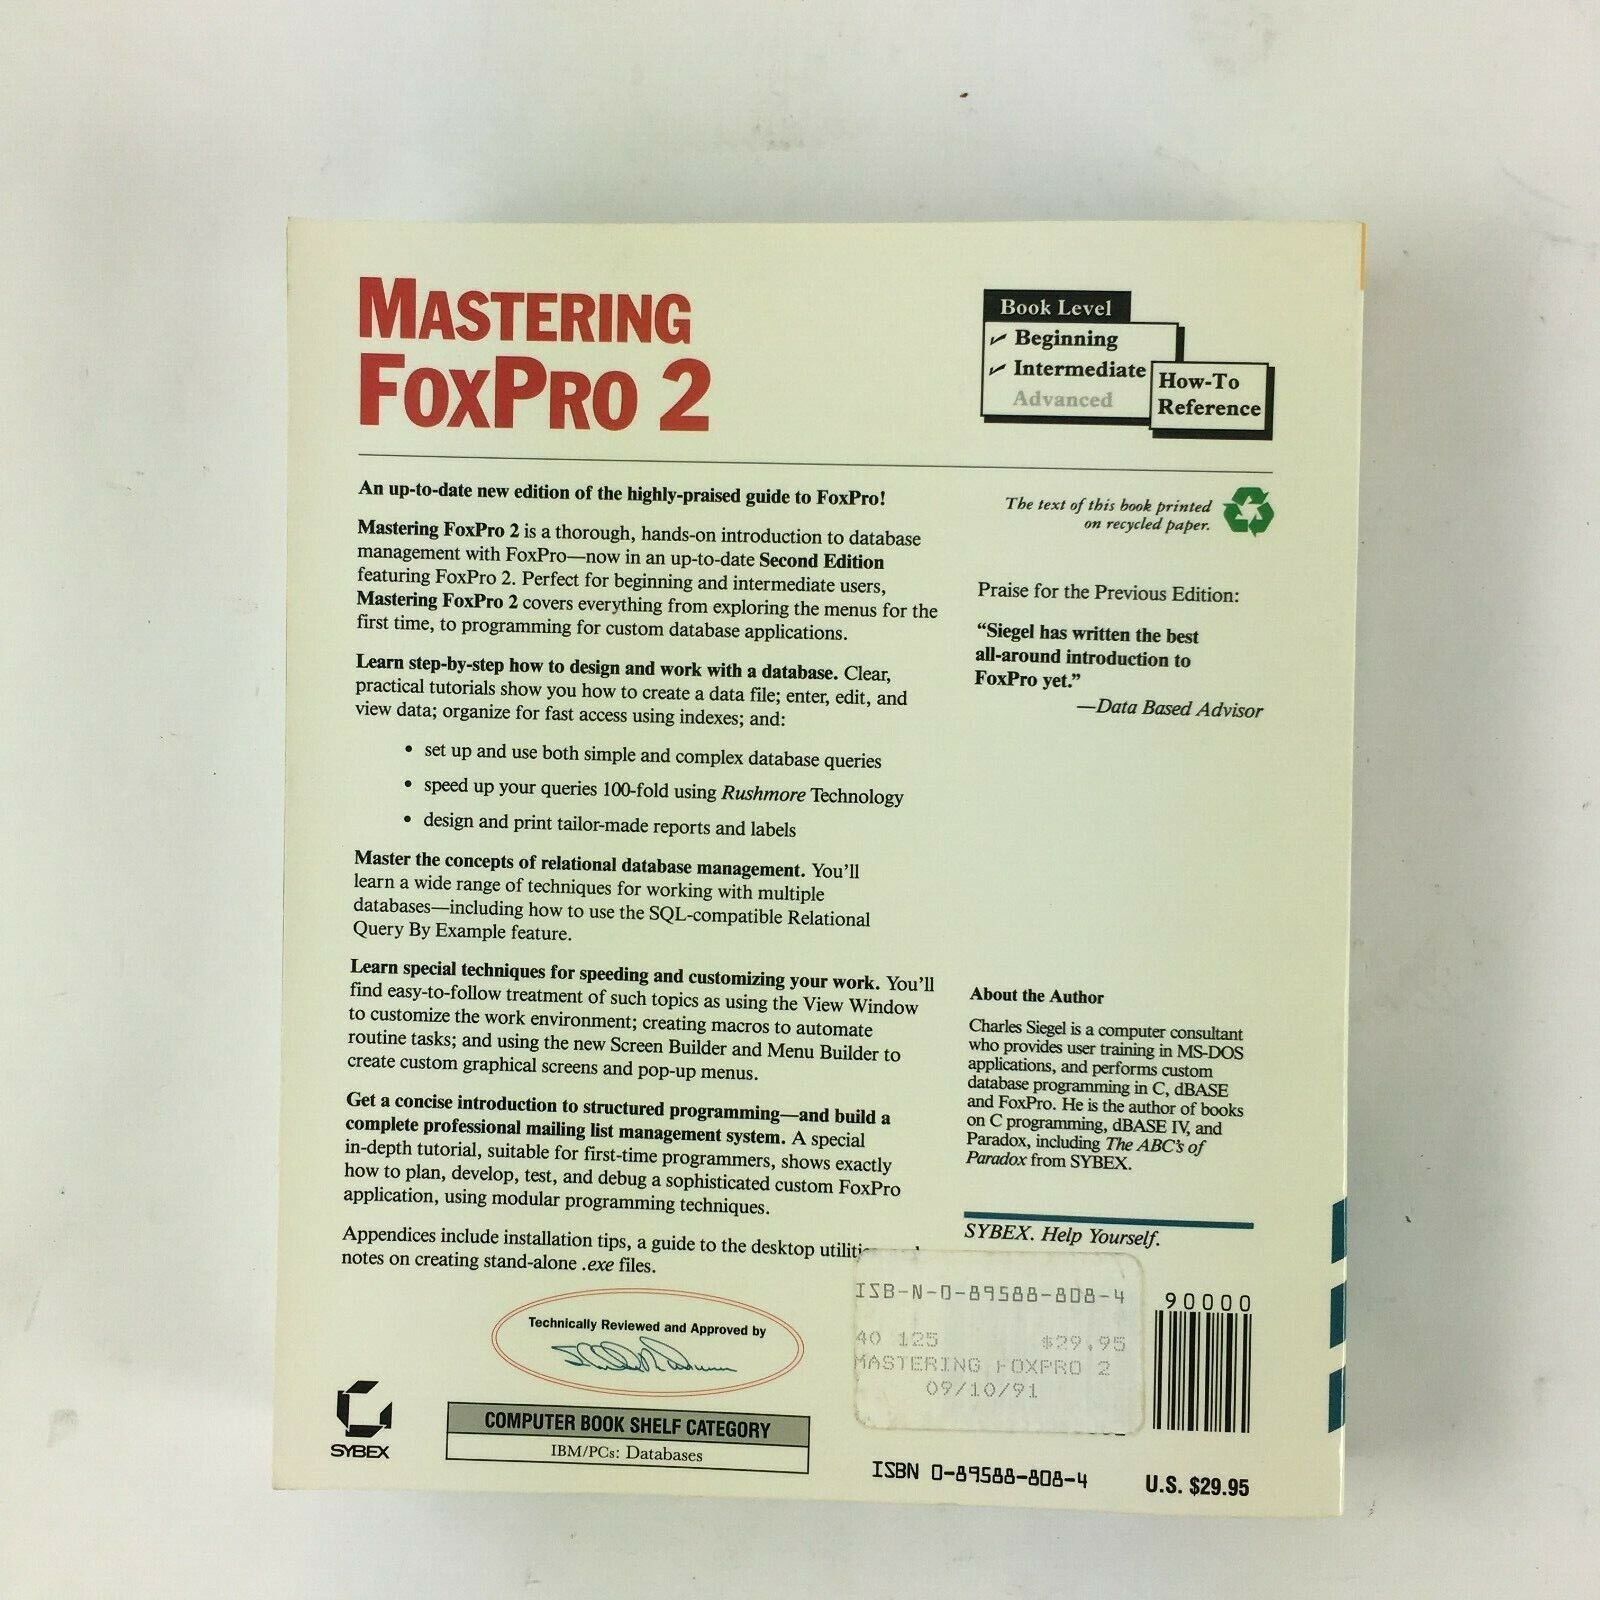 MASTERING
FOXPRO 2
Book Level
Beginning
Intermediate
Advanced
How-To
Reference
An up-to-date new edition of the highly-praised guide to FoxPro!
Mastering FoxPro 2 is a thorough, hands-on introduction to database
management with FoxPro—now in an up-to-date Second Edition
featuring FoxPro 2. Perfect for beginning and intermediate users,
Mastering FoxPro 2 covers everything from exploring the menus for the
first time, to programming for custom database applications.
Learn step-by-step how to design and work with a database. Clear,
practical tutorials show you how to create a data file; enter, edit, and
view data; organize for fast access using indexes; and:
• set up and use both simple and complex database queries
• speed up your queries 100-fold using Rushmore Technology
• design and print tailor-made reports and labels
Master the concepts of relational database management. You'll
learn a wide range of techniques for working with multiple
databases—including how to use the SQL-compatible Relational
Query By Example feature.
Learn special techniques for speeding and customizing your work. You'll
find easy-to-follow treatment of such topics as using the View Window
to customize the work environment; creating macros to automate
routine tasks; and using the new Screen Builder and Menu Builder to
create custom graphical screens and pop-up menus.
Get a concise introduction to structured programming—and build a
complete professional mailing list management system. A special
in-depth tutorial, suitable for first-time programmers, shows exactly
how to plan, develop, test, and debug a sophisticated custom FoxPro
application, using modular programming techniques.
Appendices include installation tips, a guide to the desktop
notes on creating stand-alone .exe files.
The text of this book printed
on recycled paper.
Praise for the Previous Edition:
“Siegel has written the best
all-around introduction to
FoxPro yet.”
—Data Based Advisor
About the Author
Charles Siegel is a computer consultant
who provides user training in MS-DOS
applications, and performs custom
database programming in C, dBASE
and FoxPro. He is the author of books
on C programming, dBASE IV, and
Paradox, including The ABC's of
Paradox from SYBEX.
SYBEX. Help Yourself.
Technically Reviewed and Approved by
SYBEX
COMPUTER BOOK SHELF CATEGORY
IBM/PCs: Databases
ISB-N-0-89588-808-4
40 125 $29.95
MASTERING FOXPRO 2
09/10/91
90000
ISBN 0-89588-808-4
U.S. $29.95